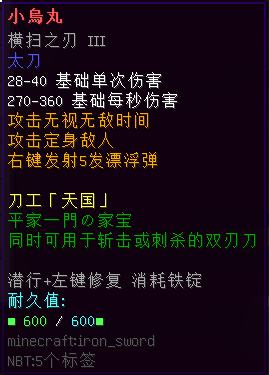 小烏丸
横扫之刃 III
太刀
28-40 基础单次伤害
270-360 基础每秒伤害
攻击无视无敌时间
攻击定身敌人
右键发射5发漂浮弹
刀工「天国」
平家一門の家宝
同时可用于斩击或刺杀的双刃刀
潜行+左键修复 消耗铁锭
耐久值:
■ 600 / 600■
minecraft:iron_sword
NBT:5个标签